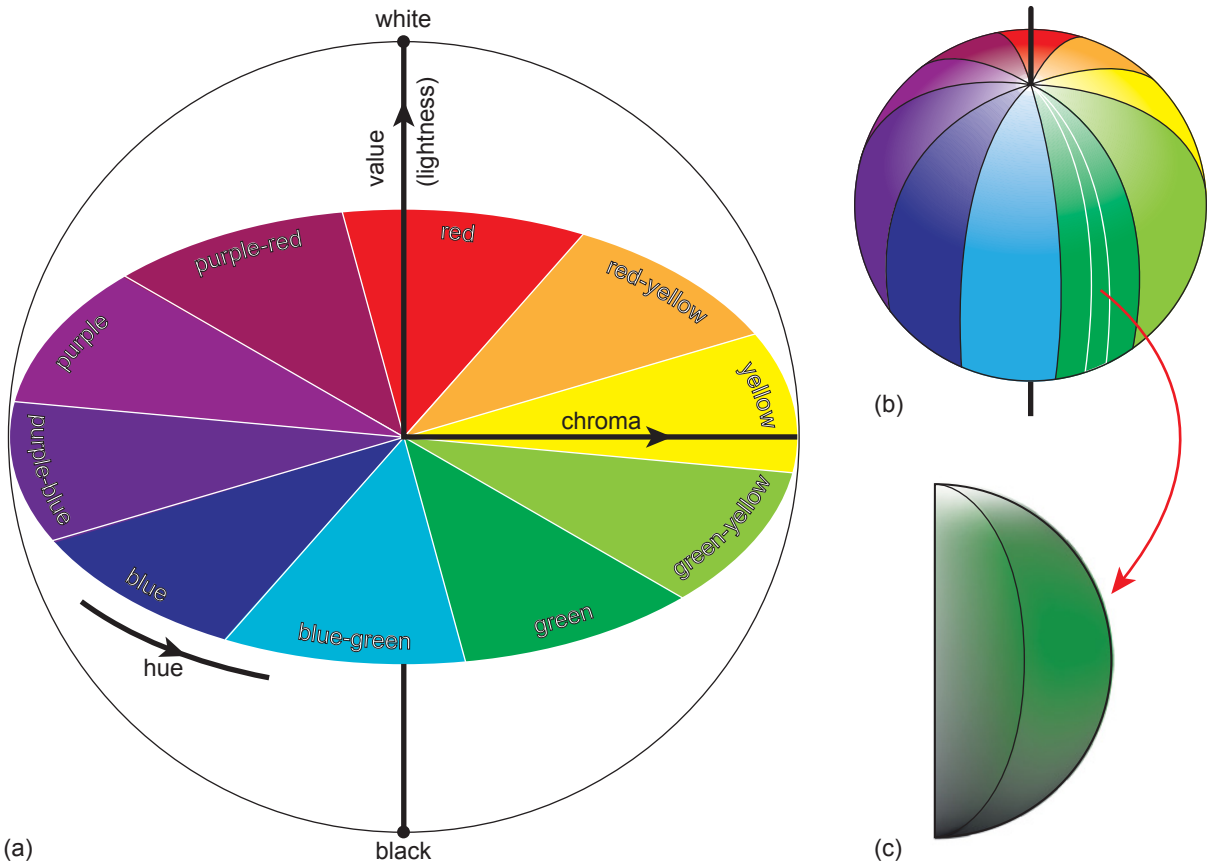 white
value
(lightness)
red
purple-red
red-yellow
purple
yellow
chroma
purple-blue
green-yellow
blue
blue-green
green
hue
black
(a)
(b)
(c)